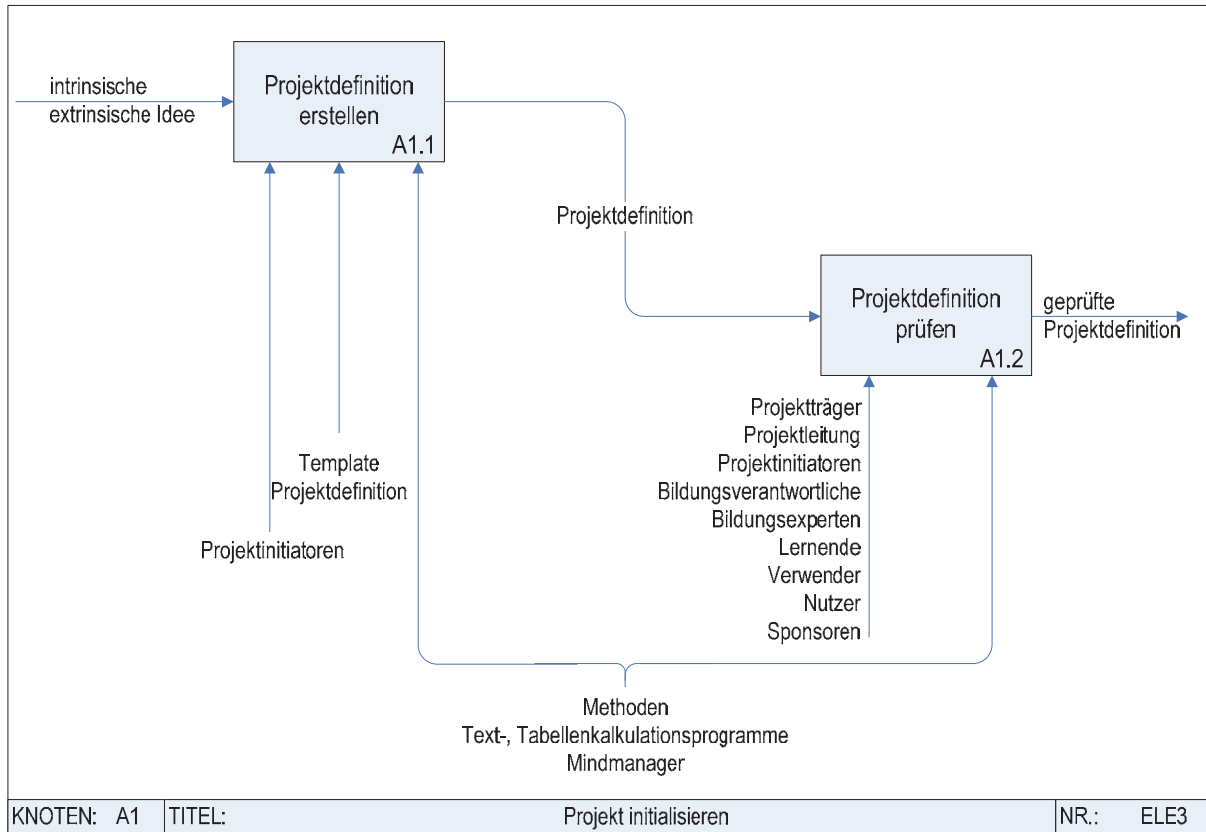 intrinsische
extrinsische Idee
Projektdefinition
erstellen
A1.1
Projektdefinition
Projektdefinition
prüfen
A1.2
geprüfte
Projektdefinition
Template
Projektdefinition
Projektinitiatoren
Projektträger
Projektleitung
Projektinitiatoren
Bildungsverantwortliche
Bildungsexperten
Lernende
Verwender
Nutzer
Sponsoren
Methoden
Text-, Tabellenkalkulationsprogramme
Mindmanager
KNOTEN: A1 TITEL: Projekt initialisieren NR.: ELE3